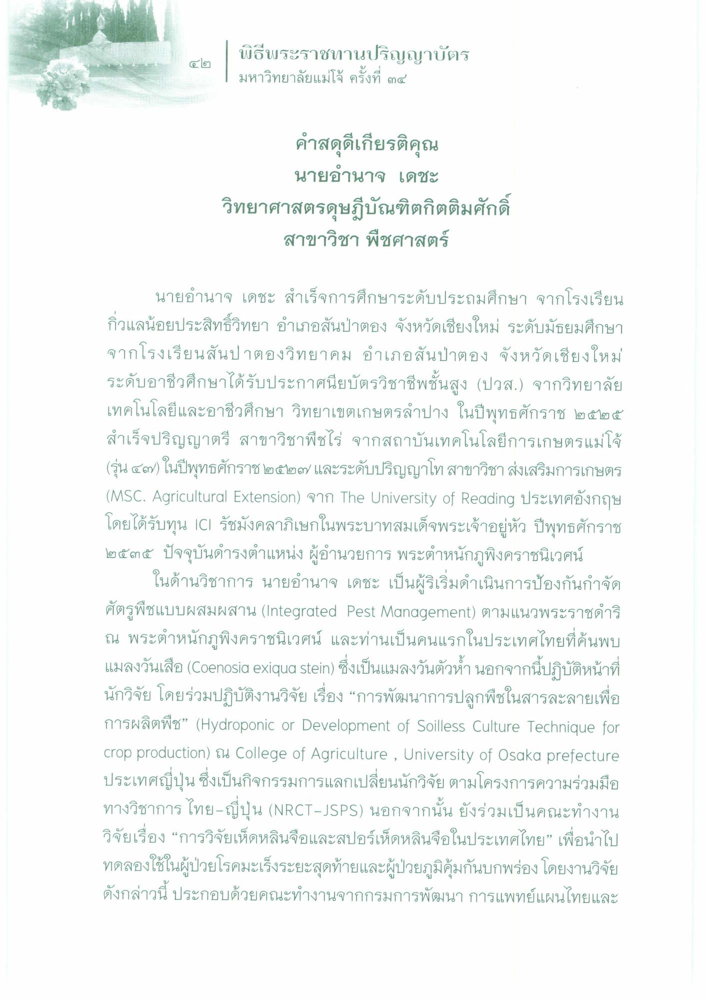 ๔๒
พิธีพระราชทานปริญญาบัตร
มหาวิทยาลัยแม่โจ้ ครั้งที่ ๓๔
คำสดุดีเกียรติคุณ
นายอำนาจ เดชะ
วิทยาศาสตรดุษฎีบัณฑิตกิตติมศักดิ์
สาขาวิชา พืชศาสตร์
นายอำนาจ เดชะ สำเร็จการศึกษาระดับประถมศึกษา จากโรงเรียน
กิ่วแลน้อยประสิทธิ์วิทยา อำเภอสันป่าตอง จังหวัดเชียงใหม่ ระดับมัธยมศึกษา
จากโรงเรียนสันปาตองวิทยาคม อำเภอสันป่าตอง จังหวัดเชียงใหม่
ระดับอาชีวศึกษาได้รับประกาศนียบัตรวิชาชีพชั้นสูง (ปวส.) จากวิทยาลัย
เทคโนโลยีและอาชีวศึกษา วิทยาเขตเกษตรลำปาง ในปีพุทธศักราช ๒๕๒๕
สำเร็จปริญญาตรี สาขาวิชาพืชไร่ จากสถาบันเทคโนโลยีการเกษตรแม่โจ้
(รุ่น ๔๗) ในปีพุทธศักราช ๒๕๒๗ และระดับปริญญาโท สาขาวิชา ส่งเสริมการเกษตร
(MSC. Agricultural Extension) จาก The University of Reading ประเทศอังกฤษ
โดยได้รับทุน ICI รัชมังคลาภิเษกในพระบาทสมเด็จพระเจ้าอยู่หัว ปีพุทธศักราช
๒๕๓๕ ปัจจุบันดำรงตำแหน่ง ผู้อำนวยการ พระตำหนักภูพิงคราชนิเวศน์
ในด้านวิชาการ นายอำนาจ เดชะ เป็นผู้ริเริ่มดำเนินการป้องกันกำจัด
ศัตรูพืชแบบผสมผสาน (Integrated Pest Management) ตามแนวพระราชดำริ
ณ พระตำหนักภูพิงคราชนิเวศน์ และท่านเป็นคนแรกในประเทศไทยที่ค้นพบ
แมลงวันเสือ (Coenosia exiqua stein) ซึ่งเป็นแมลงวันตัวห้ำ นอกจากนี้ปฏิบัติหน้าที่
นักวิจัย โดยร่วมปฏิบัติงานวิจัย เรื่อง “การพัฒนาการปลูกพืชในสารละลายเพื่อ
การผลิตพืช” (Hydroponic or Development of Soilless Culture Technique for
crop production) ณ College of Agriculture , University of Osaka prefecture
ประเทศญี่ปุ่น ซึ่งเป็นกิจกรรมการแลกเปลี่ยนนักวิจัย ตามโครงการความร่วมมือ
ทางวิชาการ ไทย-ญี่ปุ่น (NRCT-JSPS) นอกจากนั้น ยังร่วมเป็นคณะทำงาน
วิจัยเรื่อง “การวิจัยเห็ดหลินจือและสปอร์เห็ดหลินจือในประเทศไทย” เพื่อนำไป
ทดลองใช้ในผู้ป่วยโรคมะเร็งระยะสุดท้ายและผู้ป่วยภูมิคุ้มกันบกพร่อง โดยงานวิจัย
ดังกล่าวนี้ ประกอบด้วยคณะทำงานจากกรมการพัฒนา การแพทย์แผนไทยและ